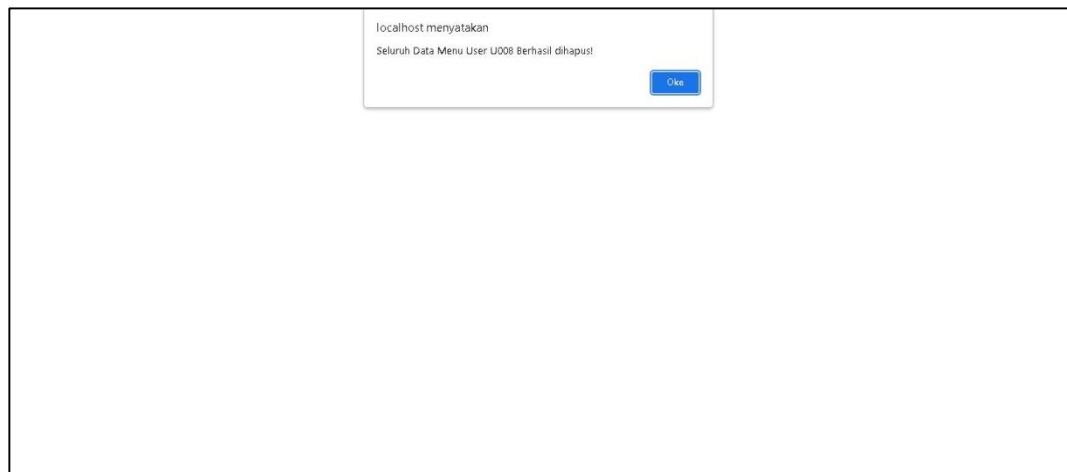 localhost menyatakan
Seluruh Data Menu User U008 Berhasil dihapus!
Oke